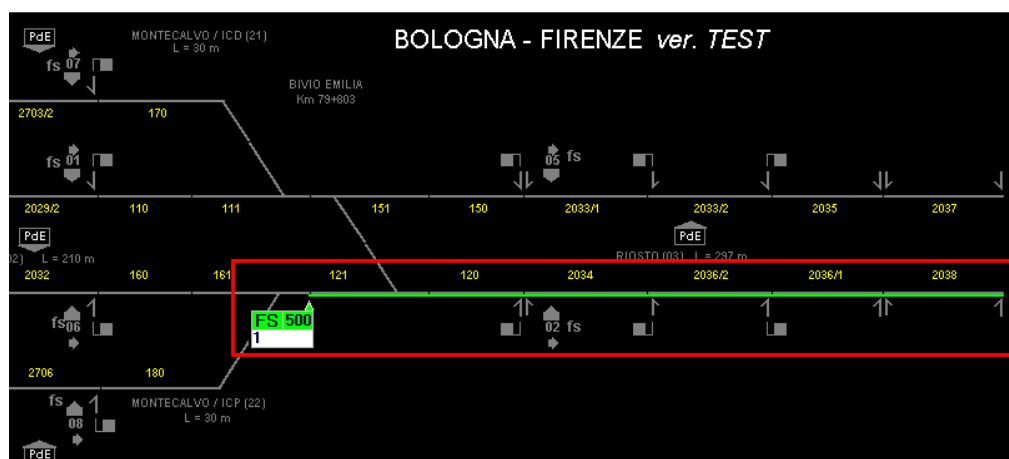 PdE
MONTECALVO / ICD (21)
L = 30 m
BOLOGNA - FIRENZE ver. TEST
fs 07
BIVIO EMILIA
Km 79+803
2703/2 170
fs 01
05 fs
2029/2 110 111 151 150 2033/1 2033/2 2035 2037
PdE
PdE
02) L = 210 m
RIOSTO (03) L = 297 m
2032 160 161 121 120 2034 2036/2 2036/1 2038
fs06
FS 500
02 fs
1
2706 180
fs
MONTECALVO / ICP (22)
L = 30 m
08
PdE